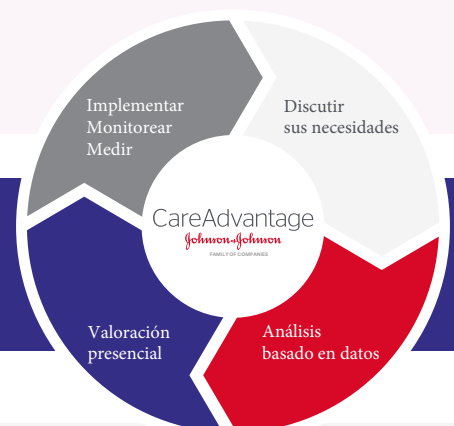 Implementar
Monitorear
Medir
Discutir
sus necesidades
CareAdvantage
Johnson & Johnson
FAMILY OF COMPANIES
Valoración
presencial
Análisis
basado en datos